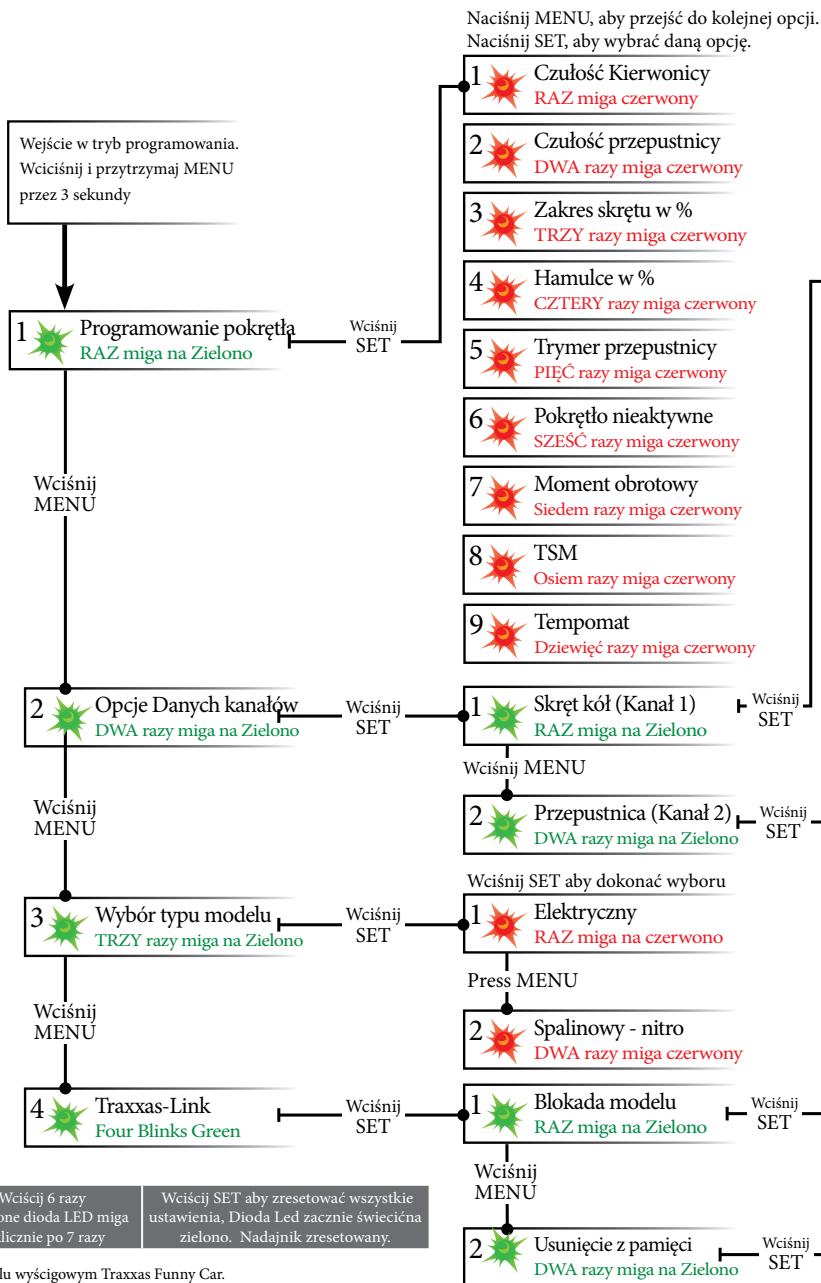 Naciśnij MENU, aby przejść do kolejnej opcji.
Naciśnij SET, aby wybrać daną opcję.
Wejście w tryb programowania.
Wciciśnij i przytrzymaj MENU
przez 3 sekundy
1 Programowanie pokrętła
RAZ miga na Zielono
Wciśnij
SET
1 Czułość Kierwonicy
RAZ miga czerwony
2 Czułość przepustnicy
DWA razy miga czerwony
3 Zakres skrętu w %
TRZY razy miga czerwony
4 Hamulce w %
CZTERY razy miga czerwony
5 Trymer przepustnicy
PIĘĆ razy miga czerwony
6 Pokrętło nieaktywne
SZEŚĆ razy miga czerwony
7 Moment obrotowy
Siedem razy miga czerwony
8 TSM
Osiem razy miga czerwony
9 Tempomat
Dziewięć razy miga czerwony
Wciśnij
MENU
2 Opcje Danych kanałów
DWA razy miga na Zielono
Wciśnij
SET
1 Skręt kół (Kanał 1)
RAZ miga na Zielono
Wciśnij
SET
Wciśnij MENU
2 Przepustnica (Kanał 2)
DWA razy miga na Zielono
Wciśnij
SET
Wciśnij
MENU
3 Wybór typu modelu
TRZY razy miga na Zielono
Wciśnij
SET
Wciśnij SET aby dokonać wyboru
1 Elektryczny
RAZ miga na czerwono
Press MENU
2 Spalinowy - nitro
DWA razy miga czerwony
Wciśnij
MENU
4 Traxxas-Link
Four Blinks Green
Wciśnij
SET
1 Blokada modelu
RAZ miga na Zielono
Wciśnij
SET
Wciśnij
MENU
2 Usunięcie z pamięci
DWA razy miga na Zielono
Wciśnij
SET
Wciścij 6 razy
one dioda LED miga
klicznie po 7 razy
Wciścij SET aby zresetować wszystkie
ustawienia, Dioda Led zacznie świecićna
zielono. Nadajnik zresetowany.
lu wyścigowym Traxxas Funny Car.